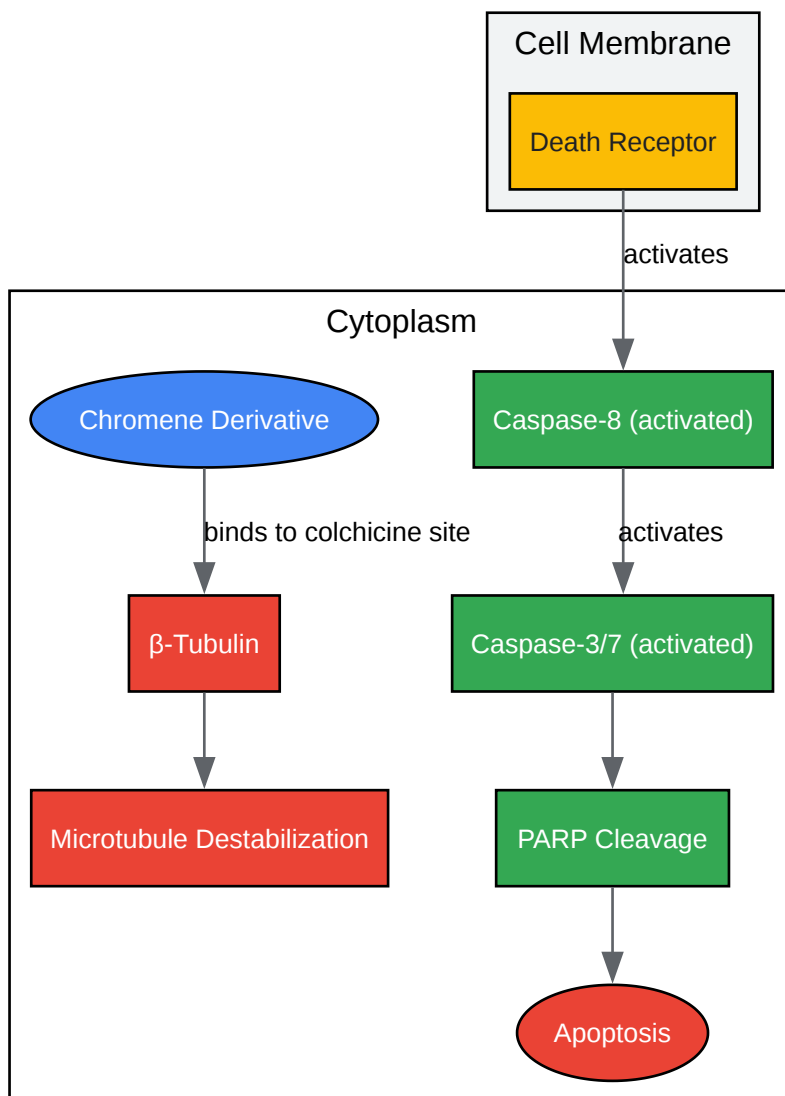 Cell Membrane
Death Receptor
activates
Cytoplasm
Chromene Derivative
Caspase-8 (activated)
binds to colchicine site
activates
β-Tubulin
Caspase-3/7 (activated)
Microtubule Destabilization
PARP Cleavage
Apoptosis